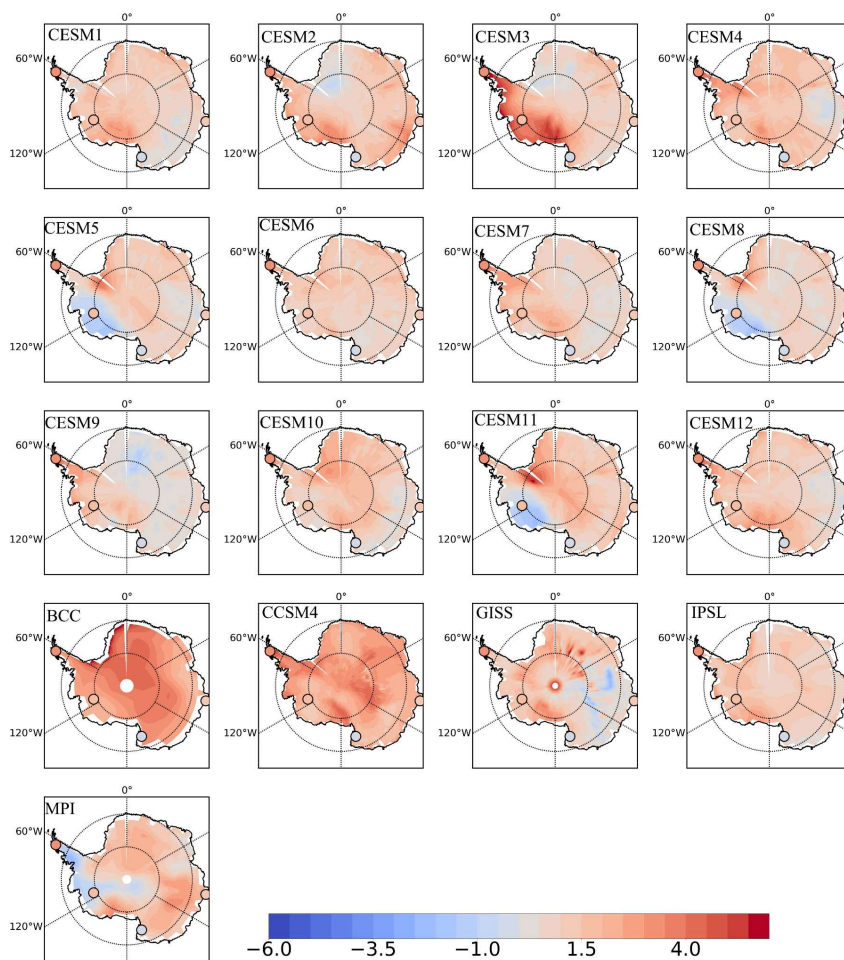 0° 0° 0° 0°
CESM1 CESM2 CESM3 CESM4
60°W 60°W 60°W 60°W
120°W 120°W 120°W 120°W
0° 0° 0° 0°
CESM5 CESM6 CESM7 CESM8
60°W 60°W 60°W 60°W
120°W 120°W 120°W 120°W
0° 0° 0° 0°
CESM9 CESM10 CESM11 CESM12
60°W 60°W 60°W 60°W
120°W 120°W 120°W 120°W
0° 0° 0° 0°
BCC CCSM4 GISS IPSL
60°W 60°W 60°W 60°W
120°W 120°W 120°W 120°W
0°
MPI
60°W
120°W
−6.0 −3.5 −1.0 1.5 4.0